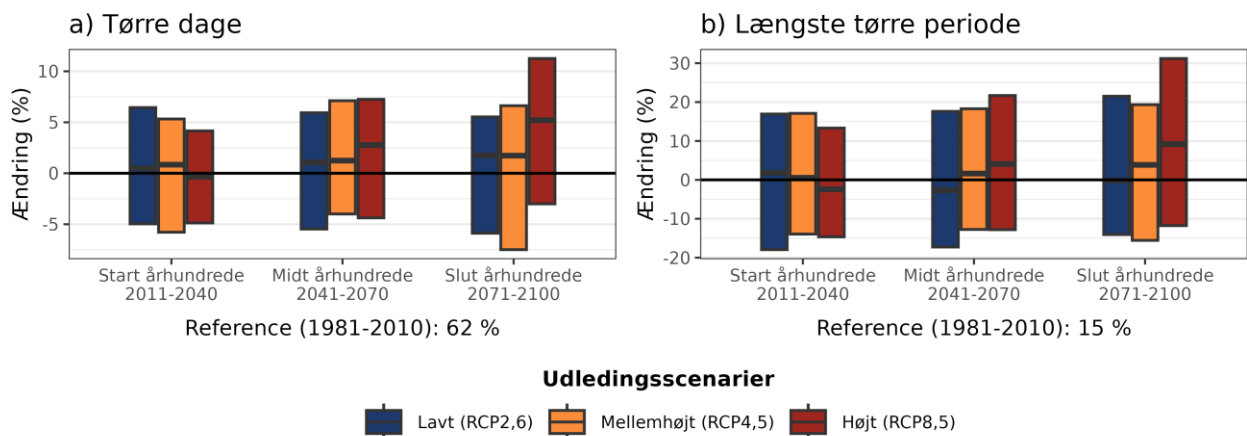 a) Tørre dage
Ændring (%)
10
5
0
-5
Start århundrede
2011-2040
Midt århundrede
2041-2070
Slut århundrede
2071-2100
Reference (1981-2010): 62 %
b) Længste tørre periode
Ændring (%)
30
20
10
0
-10
-20
Start århundrede
2011-2040
Midt århundrede
2041-2070
Slut århundrede
2071-2100
Reference (1981-2010): 15 %
Udledingsscenarier
Lavt (RCP2,6)
Mellemhøjt (RCP4,5)
Højt (RCP8,5)